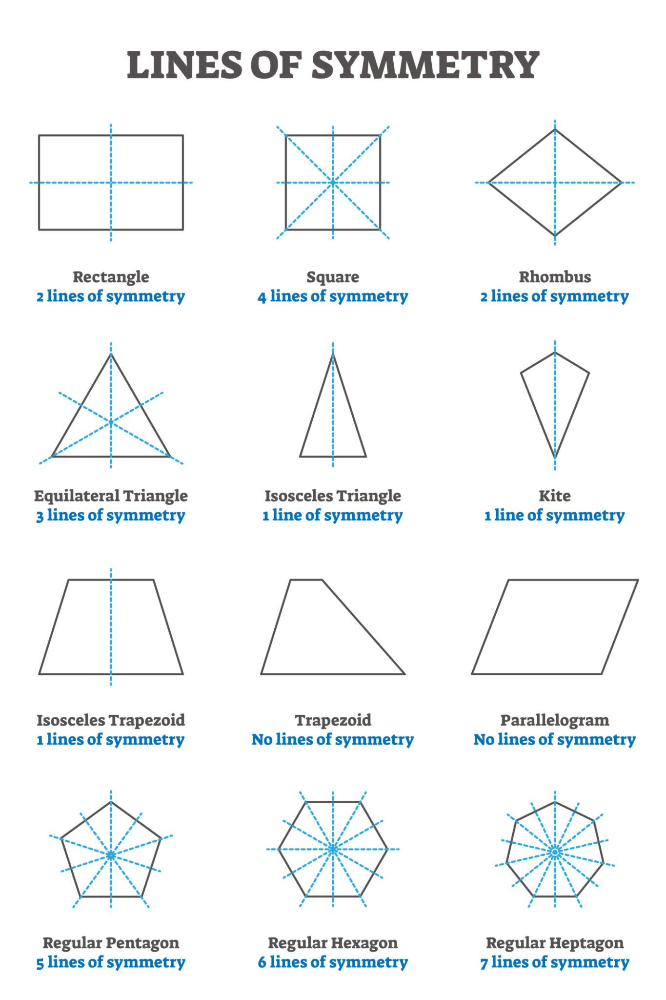 LINES OF SYMMETRY
Rectangle
2 lines of symmetry
Square
4 lines of symmetry
Rhombus
2 lines of symmetry
Equilateral Triangle
3 lines of symmetry
Isosceles Triangle
1 line of symmetry
Kite
1 line of symmetry
Isosceles Trapezoid
1 lines of symmetry
Trapezoid
No lines of symmetry
Parallelogram
No lines of symmetry
Regular Pentagon
5 lines of symmetry
Regular Hexagon
6 lines of symmetry
Regular Heptagon
7 lines of symmetry